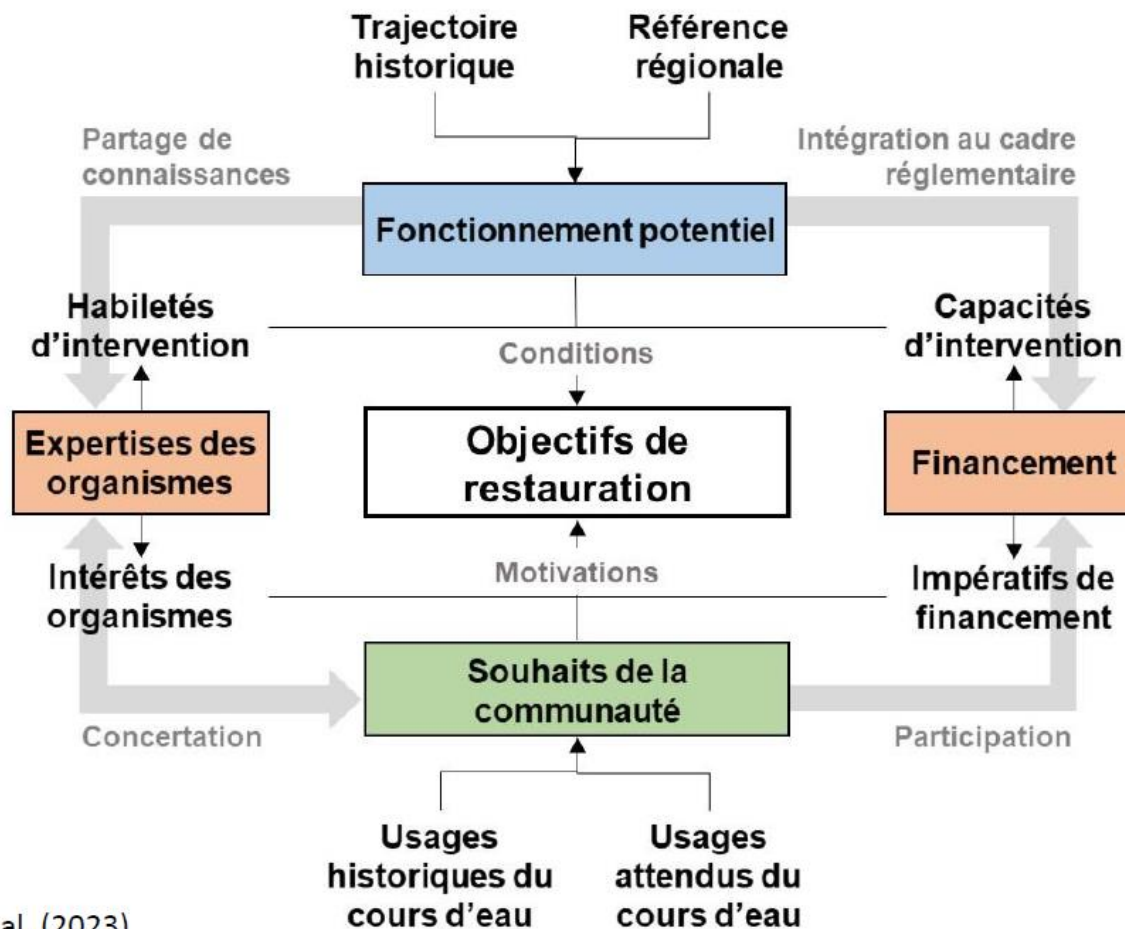 Trajectoire
historique
Référence
régionale
Partage de
connaissances
Intégration au cadre
réglementaire
Fonctionnement potentiel
Habiletés
d'intervention
Capacités
d'intervention
Conditions
Expertises des
organismes
Objectifs de
restauration
Financement
Intérêts des
organismes
Motivations
Impératifs de
financement
Souhaits de la
communauté
Concertation
Participation
Usages
historiques du
cours d'eau
Usages
attendus du
cours d'eau
al. (2023)